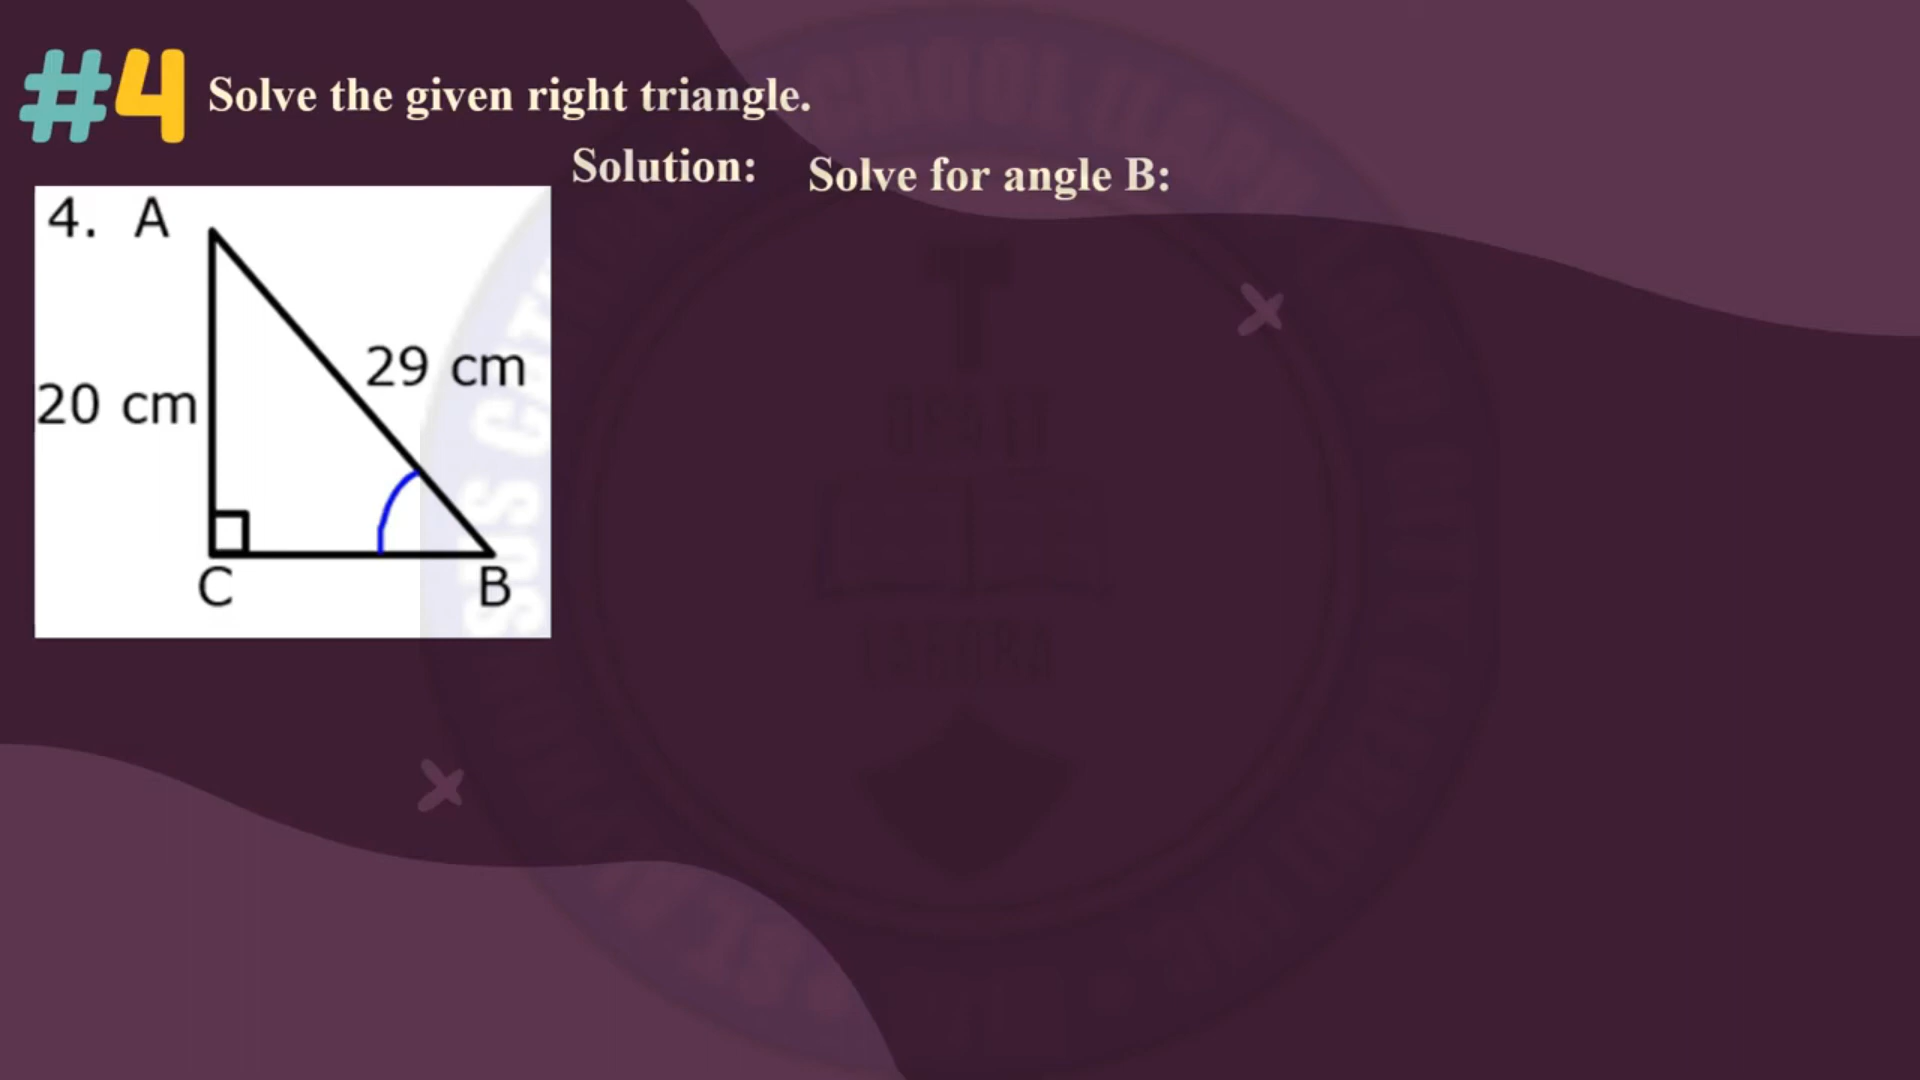 #4 Solve the given right triangle.
Solution: Solve for angle B:
4. A
29 cm
20 cm
C B